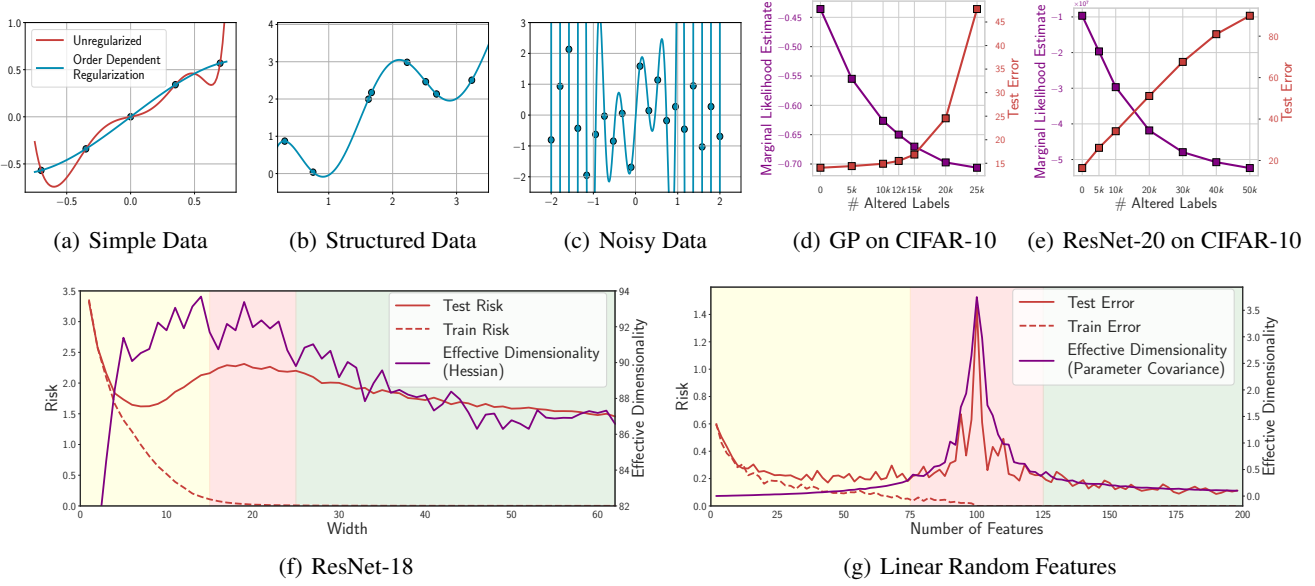 1.0
0.5
0.0
−0.5
−0.5
0.0
0.5
Unregularized
Order Dependent
Regularization
(a) Simple Data
4
3
2
1
0
1
2
3
(b) Structured Data
3
2
1
0
−1
−2
−2
−1
0
1
2
(c) Noisy Data
Marginal Likelihood Estimate
−0.45
−0.50
−0.55
−0.60
−0.65
−0.70
0
5k
10k
12k
15k
20k
25k
# Altered Labels
45
40
35
30
25
20
15
Test Error
(d) GP on CIFAR-10
Marginal Likelihood Estimate
×10⁷
−1
−2
−3
−4
−5
0
5k
10k
20k
30k
40k
50k
# Altered Labels
80
60
40
20
Test Error
(e) ResNet-20 on CIFAR-10
Risk
3.5
3.0
2.5
2.0
1.5
1.0
0.5
0.0
0
10
20
30
40
50
60
Width
94
92
90
88
86
84
82
Effective Dimensionality
Test Risk
Train Risk
Effective Dimensionality
(Hessian)
(f) ResNet-18
Risk
1.4
1.2
1.0
0.8
0.6
0.4
0.2
0.0
0
25
50
75
100
125
150
175
200
Number of Features
3.5
3.0
2.5
2.0
1.5
1.0
0.5
0.0
Effective Dimensionality
Test Error
Train Error
Effective Dimensionality
(Parameter Covariance)
(g) Linear Random Features